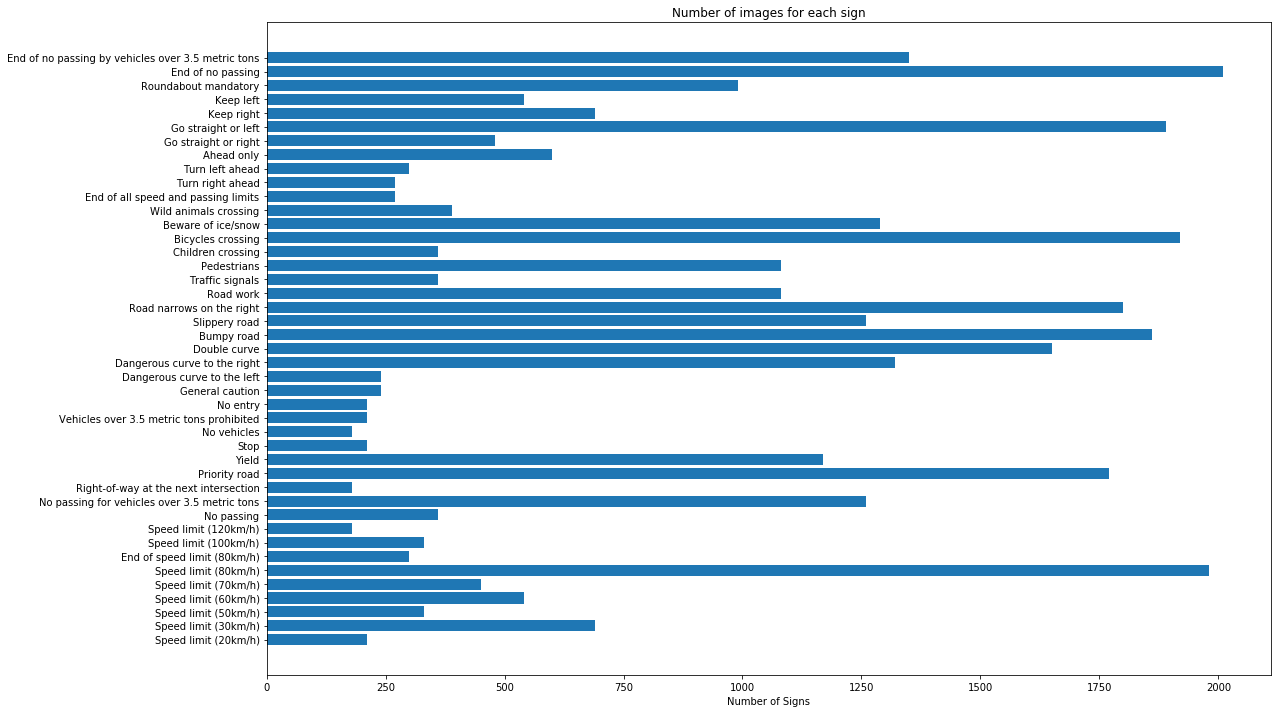 Number of images for each sign
End of no passing by vehicles over 3.5 metric tons
End of no passing
Roundabout mandatory
Keep left
Keep right
Go straight or left
Go straight or right
Ahead only
Turn left ahead
Turn right ahead
End of all speed and passing limits
Wild animals crossing
Beware of ice/snow
Bicycles crossing
Children crossing
Pedestrians
Traffic signals
Road work
Road narrows on the right
Slippery road
Bumpy road
Double curve
Dangerous curve to the right
Dangerous curve to the left
General caution
No entry
Vehicles over 3.5 metric tons prohibited
No vehicles
Stop
Yield
Priority road
Right-of-way at the next intersection
No passing for vehicles over 3.5 metric tons
No passing
Speed limit (120km/h)
Speed limit (100km/h)
End of speed limit (80km/h)
Speed limit (80km/h)
Speed limit (70km/h)
Speed limit (60km/h)
Speed limit (50km/h)
Speed limit (30km/h)
Speed limit (20km/h)
0 250 500 750 1000 1250 1500 1750 2000
Number of Signs